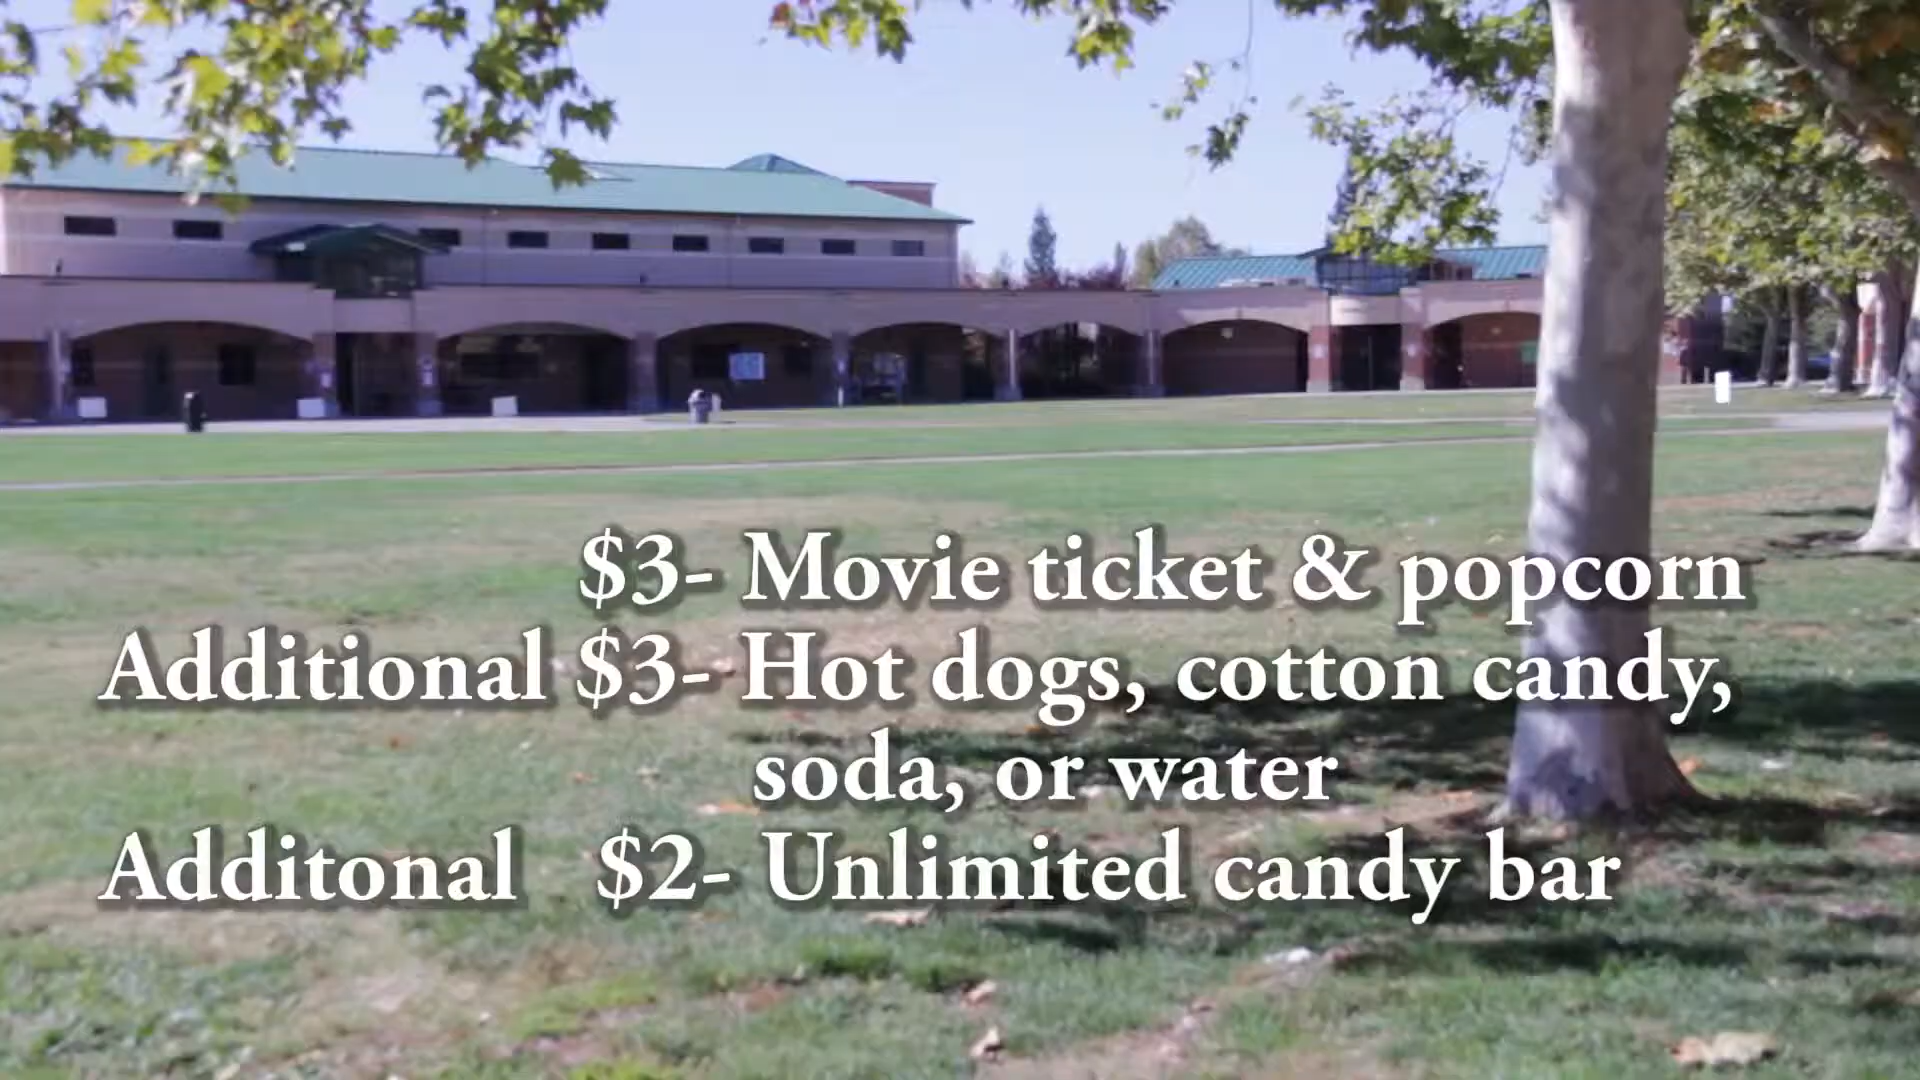 $3- Movie ticket & popcorn
Additional $3- Hot dogs, cotton candy,
soda, or water
Additonal $2- Unlimited candy bar